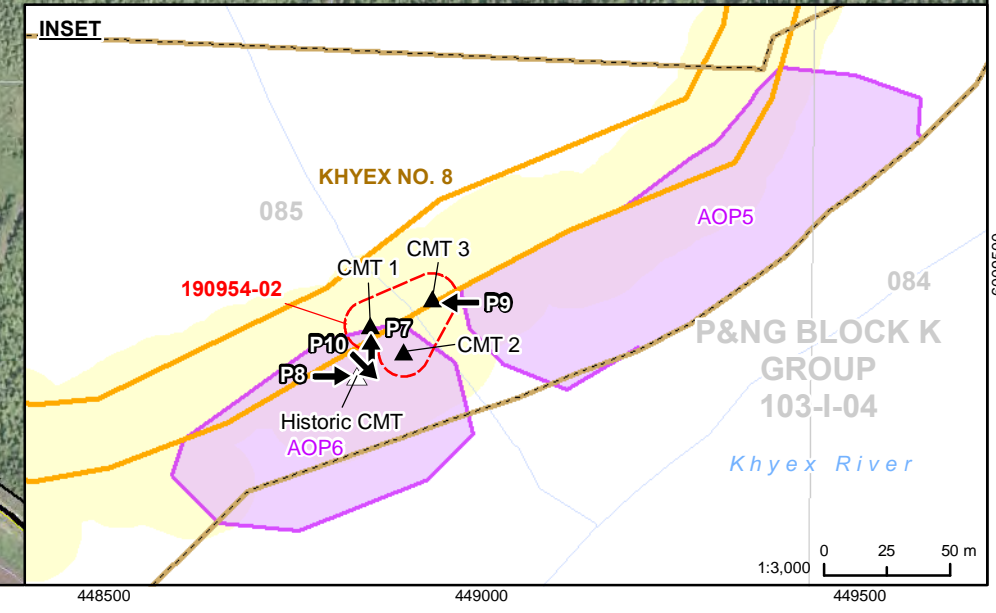 INSET
KHYEX NO. 8
085
AOP5
CMT 3
CMT 1
084
190954-02
P9
P7
P10
CMT 2
P&NG BLOCK K
GROUP
103-I-04
P8
Historic CMT
AOP6
Khyex River
0 25 50 m
1:3,000
448500 449000 449500